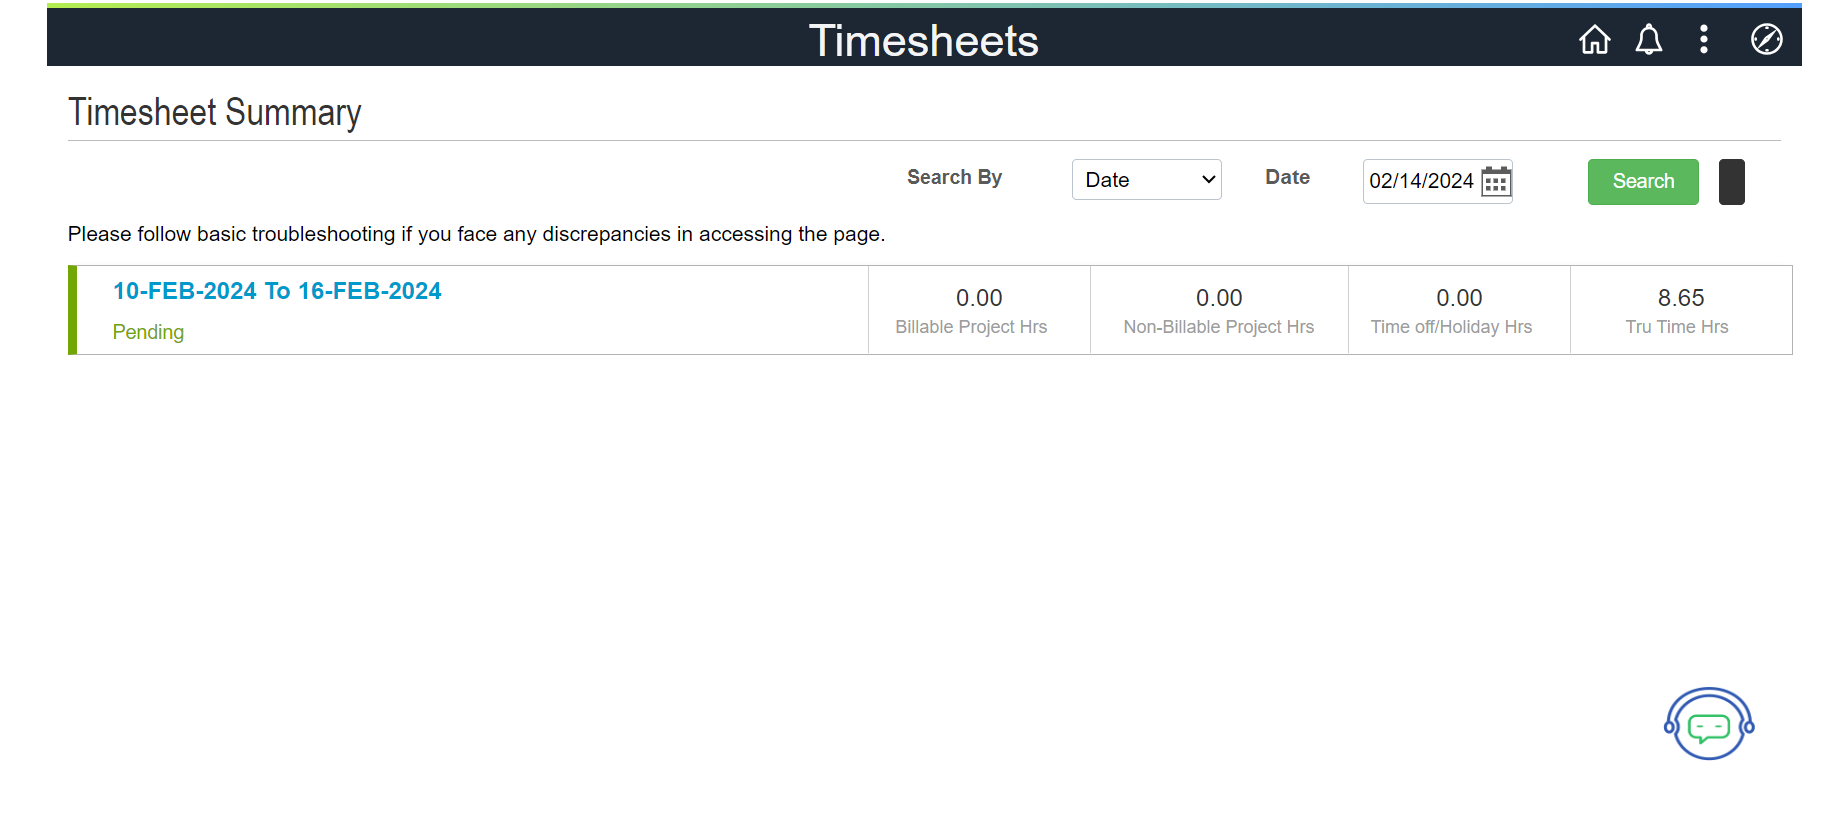 Timesheets
Timesheet Summary
Search By Date Date 02/14/2024 Search
Please follow basic troubleshooting if you face any discrepancies in accessing the page.
10-FEB-2024 To 16-FEB-2024
Pending
0.00 0.00 0.00 8.65
Billable Project Hrs Non-Billable Project Hrs Time off/Holiday Hrs Tru Time Hrs